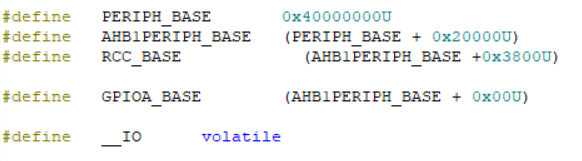 #define PERIPH_BASE 0x40000000U
#define AHB1PERIPH_BASE (PERIPH_BASE + 0x20000U)
#define RCC_BASE (AHB1PERIPH_BASE +0x3800U)
#define GPIOA_BASE (AHB1PERIPH_BASE + 0x00U)
#define __IO volatile